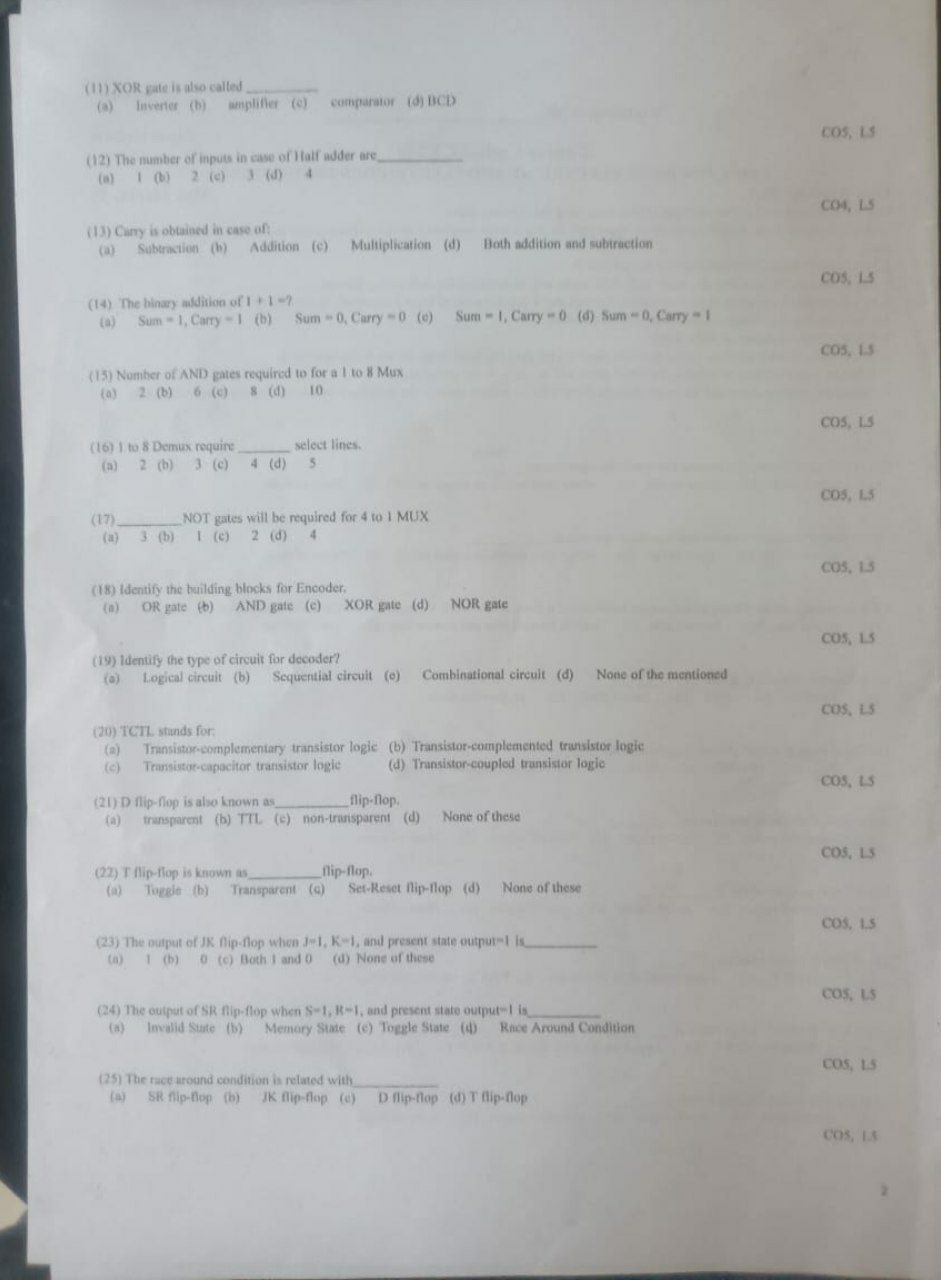 (11) XOR gate is also called ________
(a) Inverter (b) amplifier (c) comparator (d) BCD
CO5, L5
(12) The number of inputs in case of Half adder are________
(a) 1 (b) 2 (c) 3 (d) 4
CO4, L5
(13) Carry is obtained in case of:
(a) Subtraction (b) Addition (c) Multiplication (d) Both addition and subtraction
CO5, L5
(14) The binary addition of 1 + 1 =?
(a) Sum = 1, Carry = 1 (b) Sum = 0, Carry = 0 (c) Sum = 1, Carry = 0 (d) Sum = 0, Carry = 1
CO5, L5
(15) Number of AND gates required to for a 1 to 8 Mux
(a) 2 (b) 6 (c) 8 (d) 10
CO5, L5
(16) 1 to 8 Demux require ______ select lines.
(a) 2 (b) 3 (c) 4 (d) 5
CO5, L5
(17)________NOT gates will be required for 4 to 1 MUX
(a) 3 (b) 1 (c) 2 (d) 4
CO5, L5
(18) Identify the building blocks for Encoder.
(a) OR gate (b) AND gate (c) XOR gate (d) NOR gate
CO5, L5
(19) Identify the type of circuit for decoder?
(a) Logical circuit (b) Sequential circuit (c) Combinational circuit (d) None of the mentioned
CO5, L5
(20) TCTL stands for:
(a) Transistor-complementary transistor logic (b) Transistor-complemented transistor logic
(c) Transistor-capacitor transistor logic (d) Transistor-coupled transistor logic
CO5, L5
(21) D flip-flop is also known as________flip-flop.
(a) transparent (b) TTL (c) non-transparent (d) None of these
CO5, L5
(22) T flip-flop is known as________flip-flop.
(a) Toggle (b) Transparent (c) Set-Reset flip-flop (d) None of these
CO5, L5
(23) The output of JK flip-flop when J=1, K=1, and present state output=1 is________
(a) 1 (b) 0 (c) Both 1 and 0 (d) None of these
CO5, L5
(24) The output of SR flip-flop when S=1, R=1, and present state output=1 is________
(a) Invalid State (b) Memory State (c) Toggle State (d) Race Around Condition
CO5, L5
(25) The race around condition is related with________
(a) SR flip-flop (b) JK flip-flop (c) D flip-flop (d) T flip-flop
CO5, L5
2